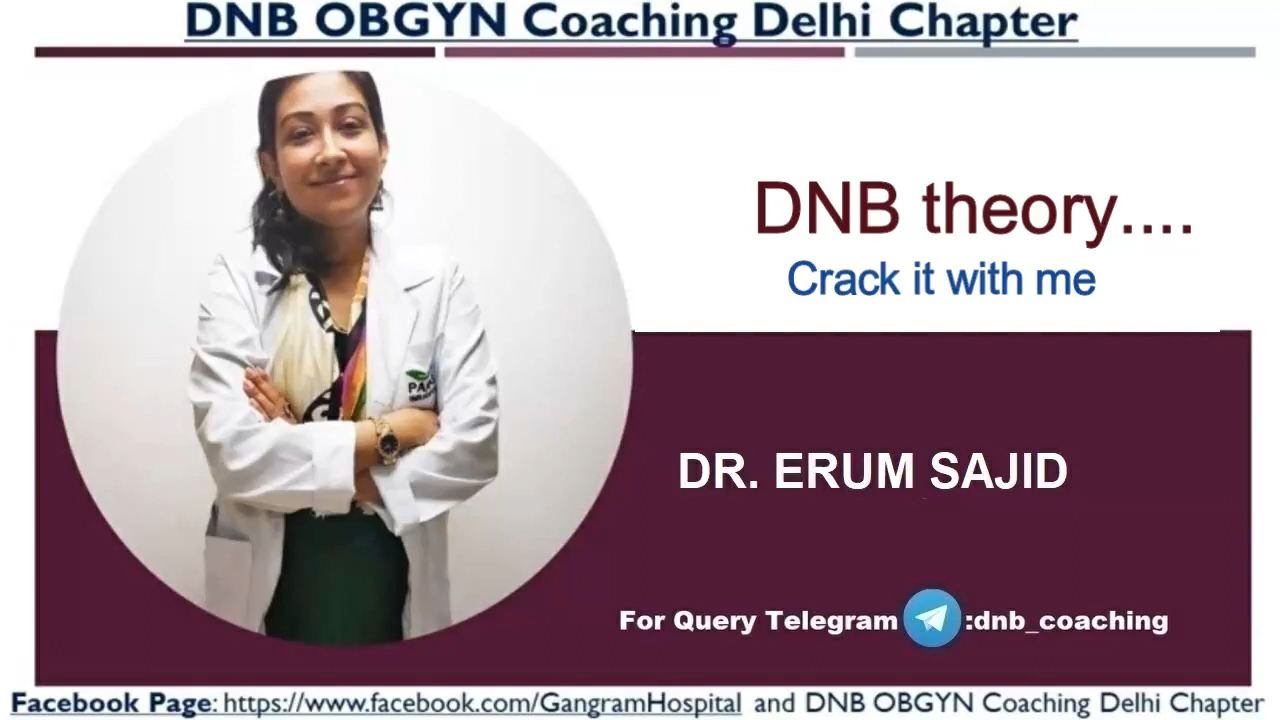 DNB OBGYN Coaching Delhi Chapter
DNB theory....
Crack it with me
DR. ERUM SAJID
For Query Telegram :dnb_coaching
Facebook Page: https://www.facebook.com/GangramHospital and DNB OBGYN Coaching Delhi Chapter